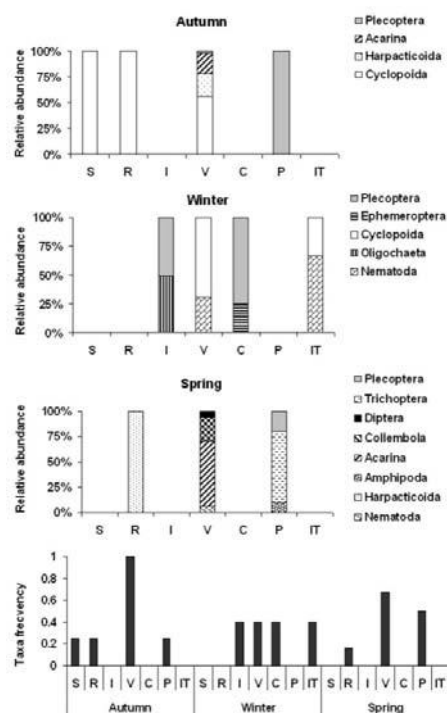 Autumn
Relative abundance
100%
75%
50%
25%
0%
S R I V C P IT
Plecoptera
Acarina
Harpacticoida
Cyclopoida
Winter
Relative abundance
100%
75%
50%
25%
0%
S R I V C P IT
Plecoptera
Ephemeroptera
Cyclopoida
Oligochaeta
Nematoda
Spring
Relative abundance
100%
75%
50%
25%
0%
S R I V C P IT
Plecoptera
Trichoptera
Diptera
Collembola
Acarina
Amphipoda
Harpacticoida
Nematoda
Taxa frecvency
1
0.8
0.6
0.4
0.2
0
S R I V C P IT S R I V C P IT S R I V C P IT
Autumn Winter Spring